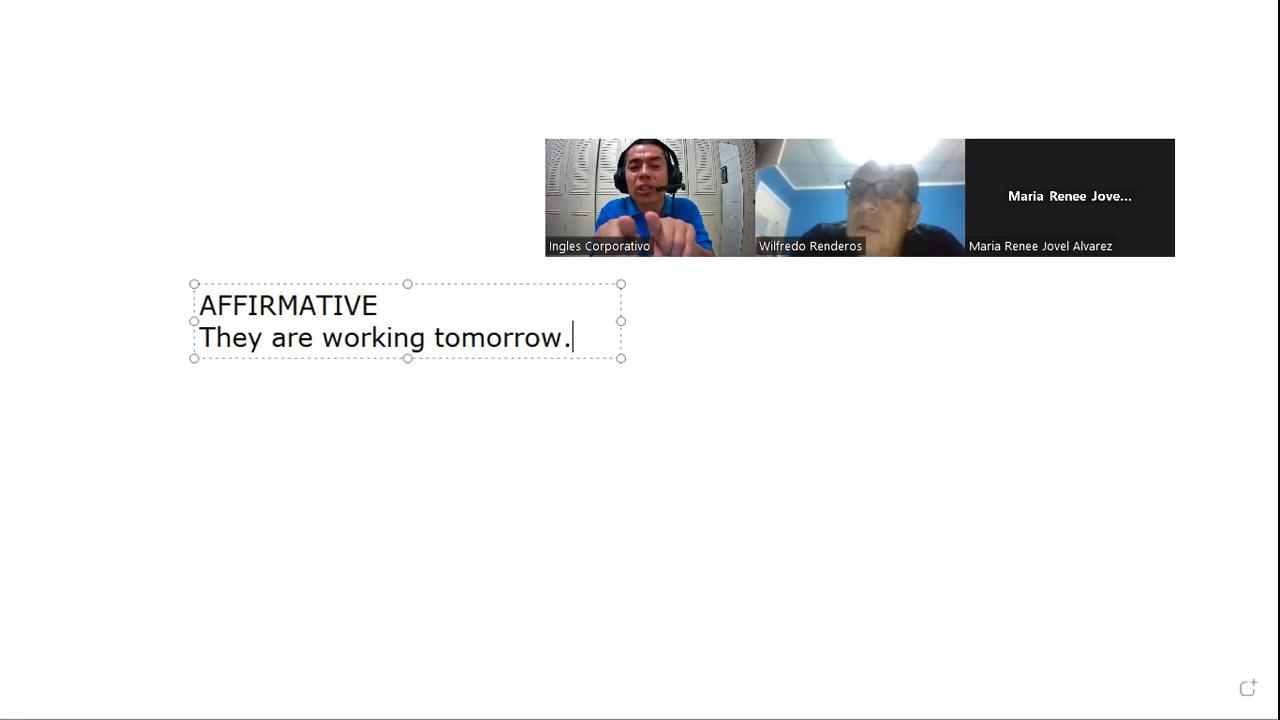 Maria Renee Jove...
Ingles Corporativo
Wilfredo Renderos
Maria Renee Jovel Alvarez
AFFIRMATIVE
They are working tomorrow.